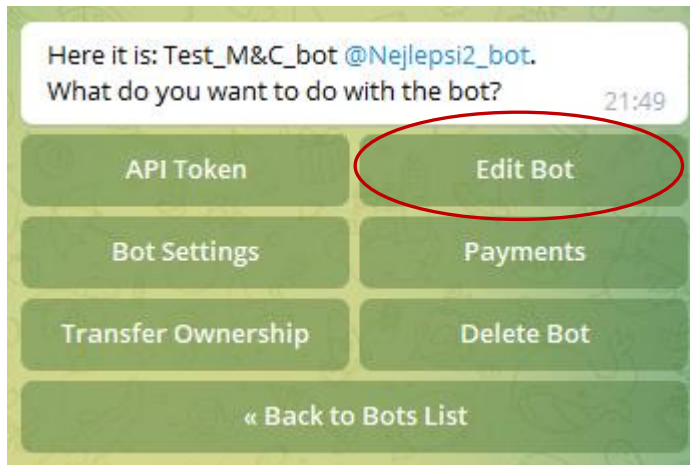 Here it is: Test_M&C_bot @Nejlepsi2_bot.
What do you want to do with the bot?
21:49
API Token
Edit Bot
Bot Settings
Payments
Transfer Ownership
Delete Bot
« Back to Bots List